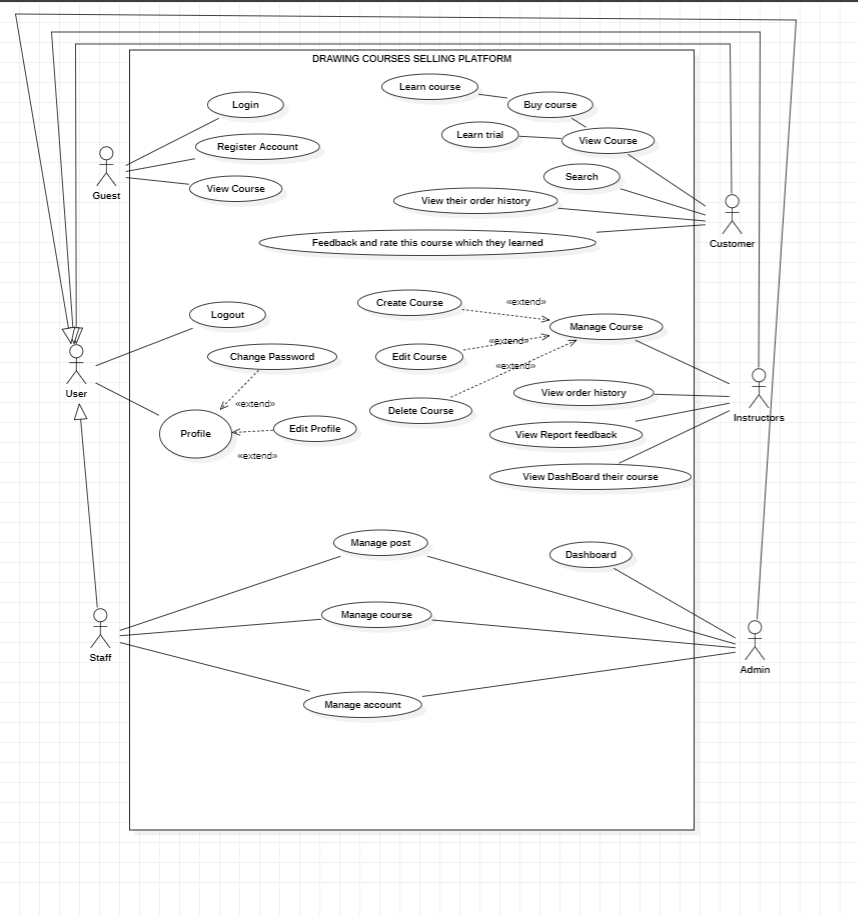 DRAWING COURSES SELLING PLATFORM
Learn course
Login
Buy course
Learn trial
View Course
Register Account
Search
View Course
Guest
View their order history
Customer
Feedback and rate this course which they learned
Create Course
«extend»
Logout
Manage Course
«extend»
Change Password
Edit Course
«extend»
User
View order history
«extend»
Delete Course
Instructors
Profile
Edit Profile
View Report feedback
«extend»
View DashBoard their course
Manage post
Dashboard
Manage course
Staff
Admin
Manage account